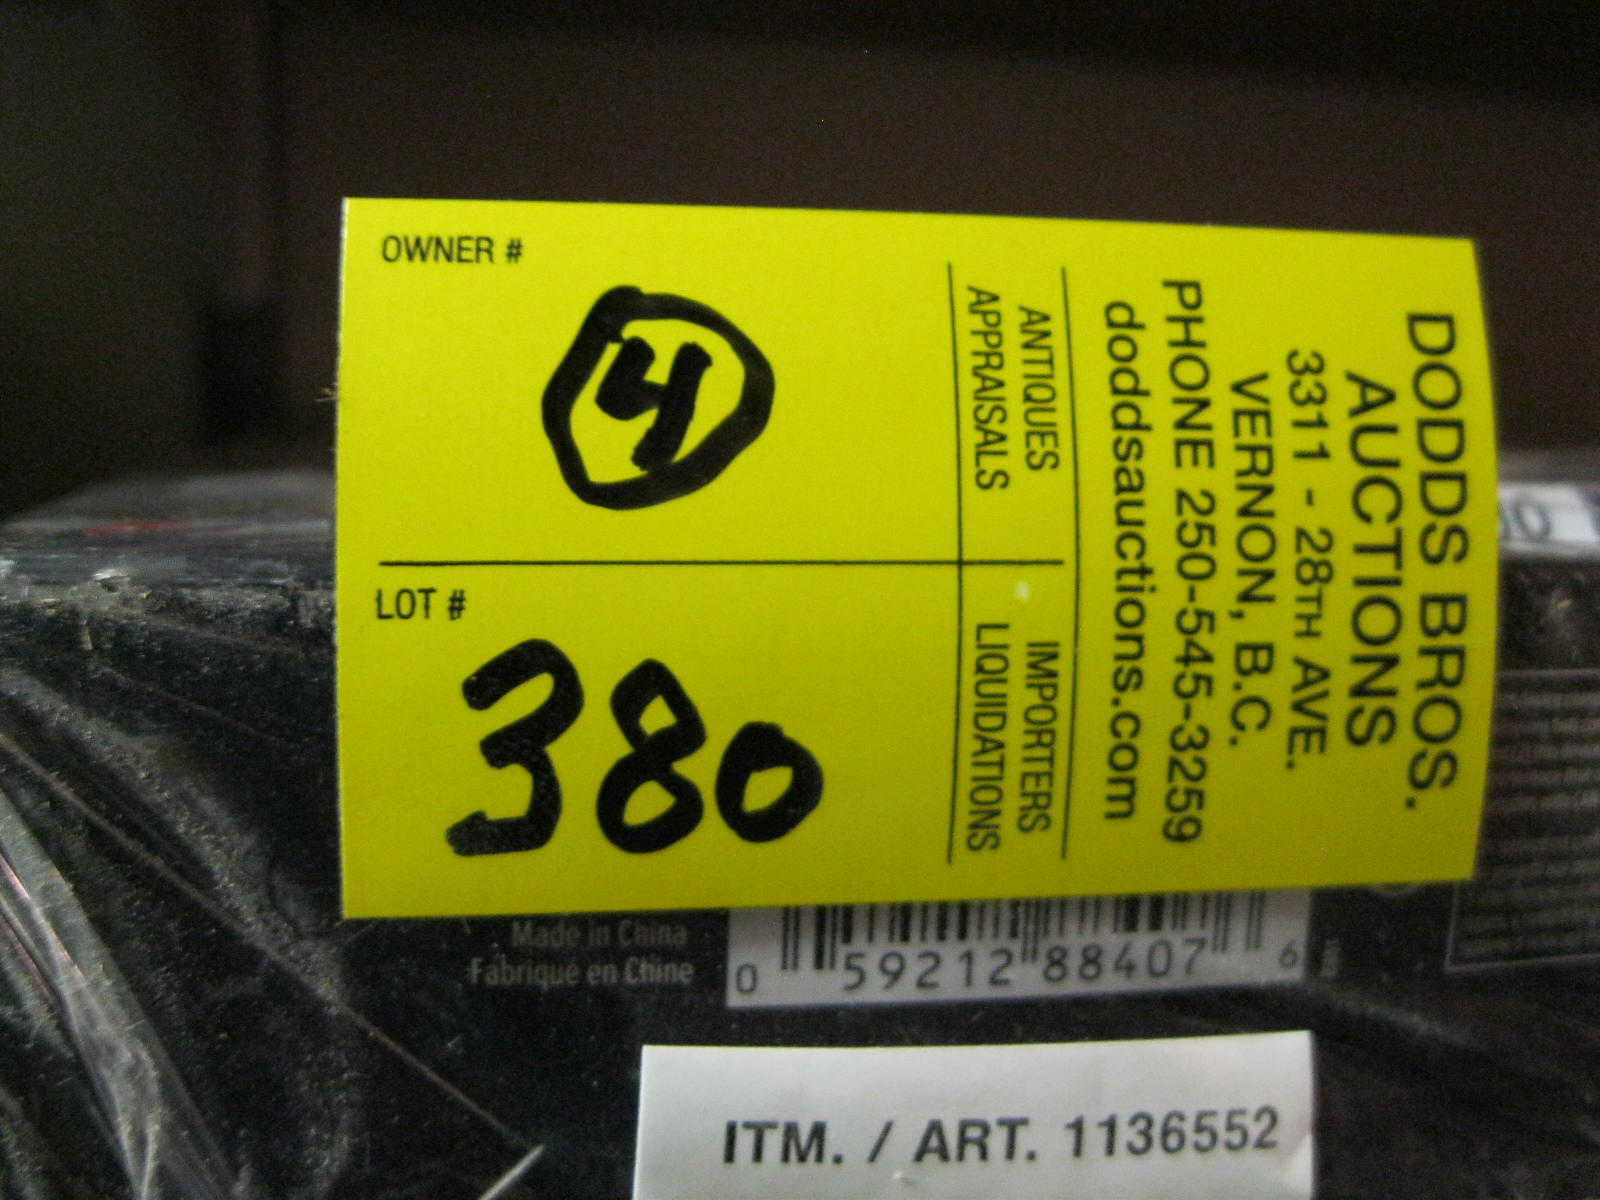 OWNER #
4
LOT #
380
ANTIQUES
APPRAISALS
IMPORTERS
LIQUIDATIONS
DODDS BROS.
AUCTIONS
3311 - 28TH AVE.
VERNON, B.C.
PHONE 250-545-3259
doddsauctions.com
Made in China
Fabriqué en Chine
0 59212 88407 6
ITM. / ART. 1136552